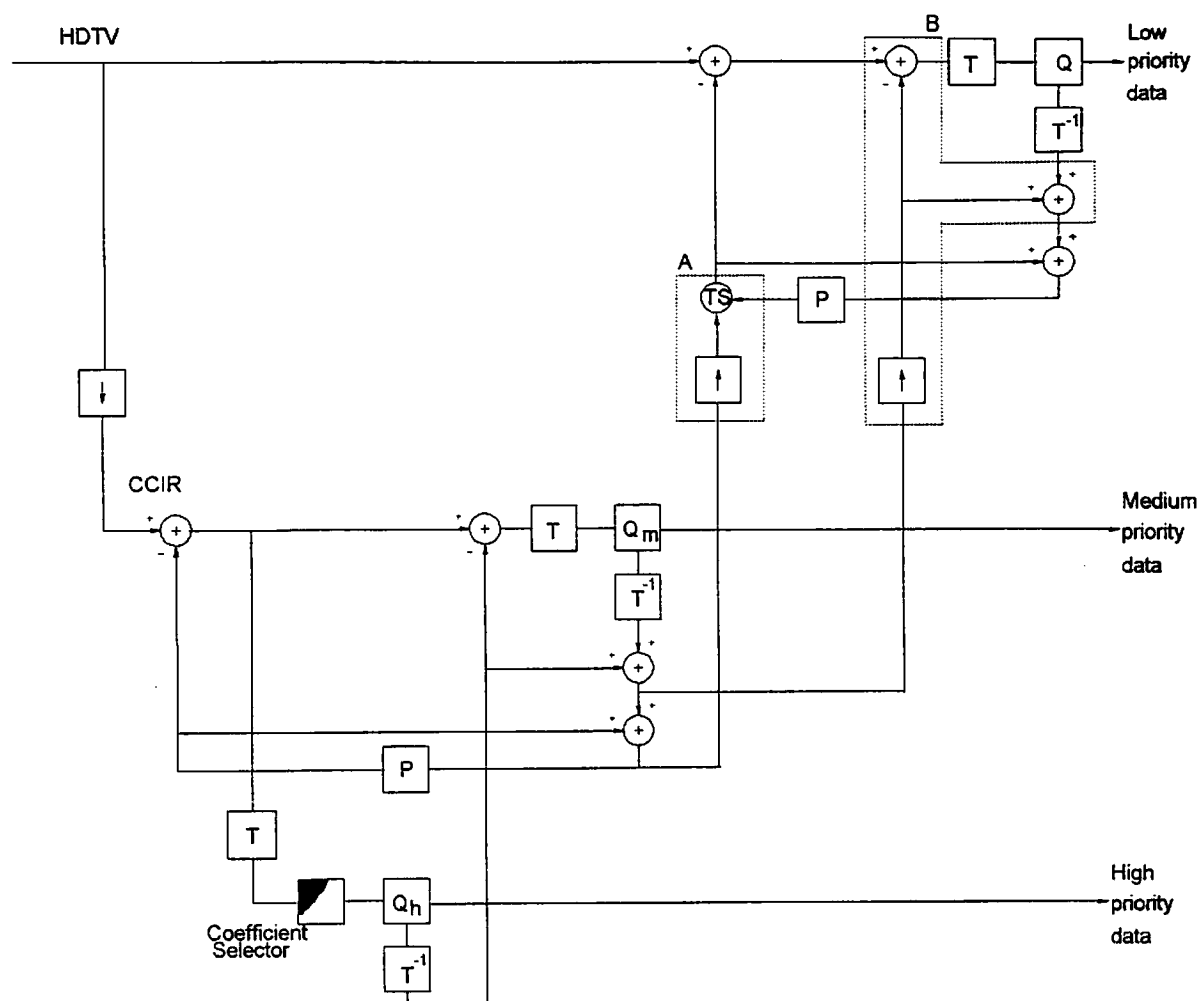 HDTV
B
Low
priority
data
T
Q
T⁻¹
+
-
+
-
+
+
+
+
+
+
+
+
A
TS
P
↑
↑
↓
CCIR
+
-
+
-
+
+
T
Qm
Medium
priority
data
T⁻¹
+
+
+
+
+
+
P
T
Coefficient
Selector
Qh
High
priority
data
T⁻¹